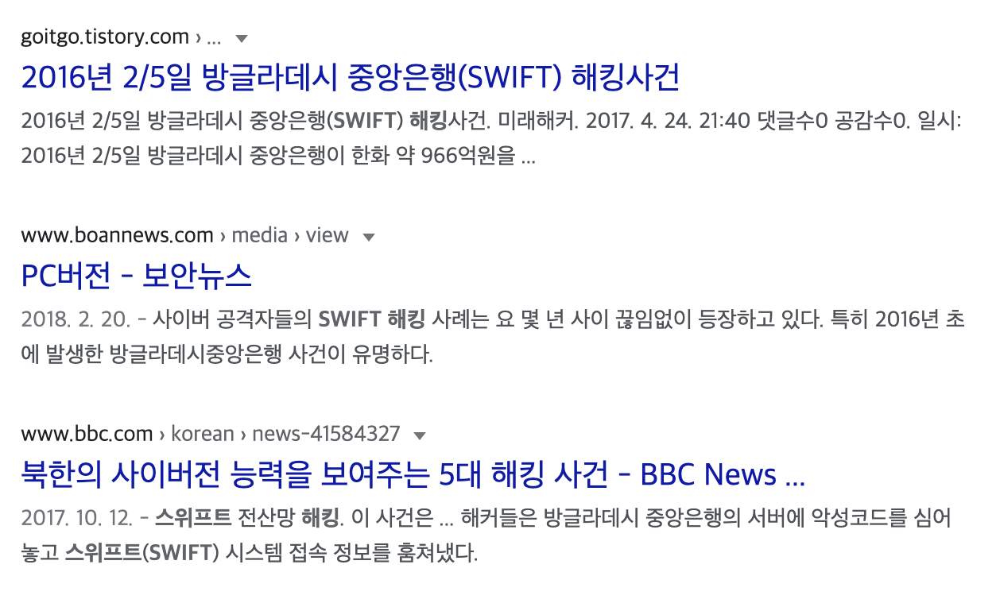 goitgo.tistory.com › ...
2016년 2/5일 방글라데시 중앙은행(SWIFT) 해킹사건
2016년 2/5일 방글라데시 중앙은행(SWIFT) 해킹사건. 미래해커. 2017. 4. 24. 21:40 댓글수0 공감수0. 일시:
2016년 2/5일 방글라데시 중앙은행이 한화 약 966억원을 ...
www.boannews.com › media › view
PC버전 - 보안뉴스
2018. 2. 20. - 사이버 공격자들의 SWIFT 해킹 사례는 요 몇 년 사이 끊임없이 등장하고 있다. 특히 2016년 초
에 발생한 방글라데시중앙은행 사건이 유명하다.
www.bbc.com › korean › news-41584327
북한의 사이버전 능력을 보여주는 5대 해킹 사건 - BBC News ...
2017. 10. 12. - 스위프트 전산망 해킹. 이 사건은 ... 해커들은 방글라데시 중앙은행의 서버에 악성코드를 심어
놓고 스위프트(SWIFT) 시스템 접속 정보를 훔쳐냈다.